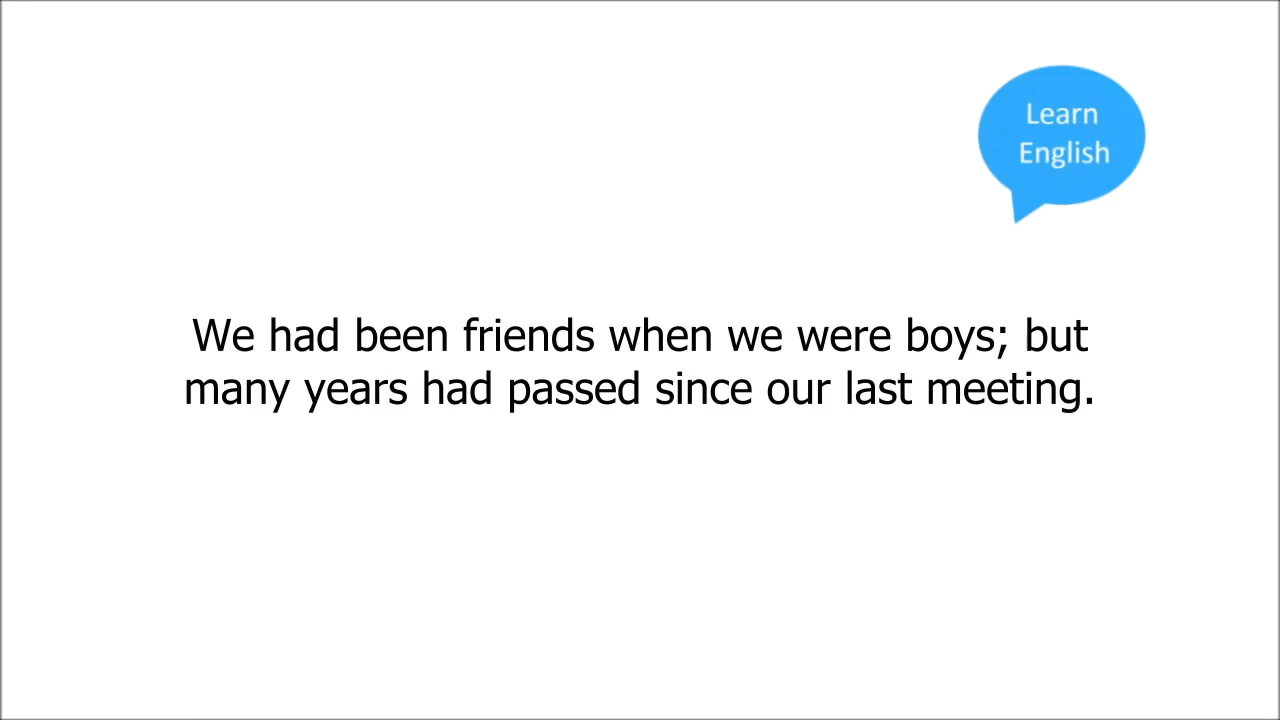 Learn
English
We had been friends when we were boys; but
many years had passed since our last meeting.